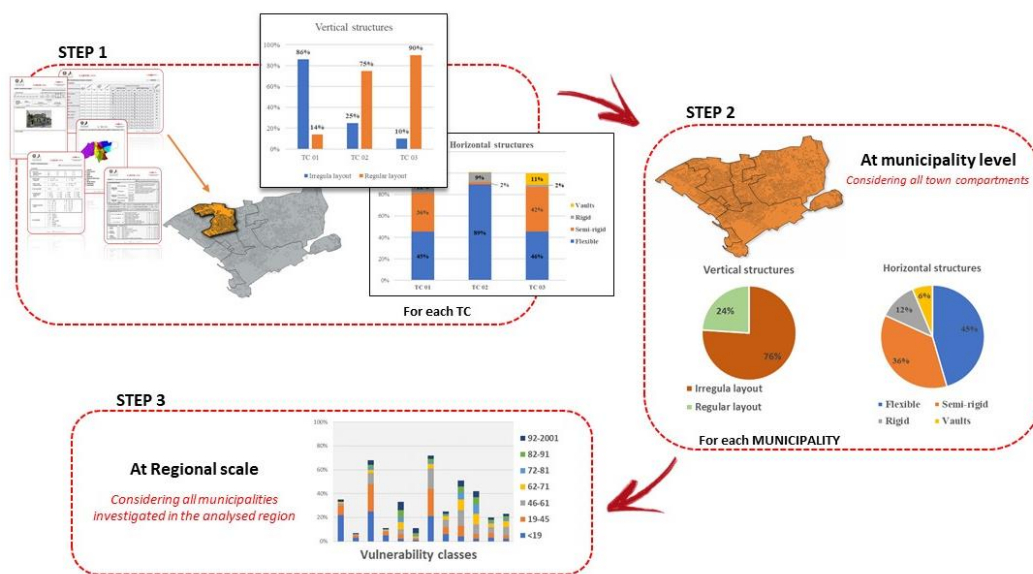 STEP 1
Vertical structures
100%
80%
60%
40%
20%
0%
86%
14%
25%
75%
10%
90%
TC 01
TC 02
TC 03
Irregula layout
Regular layout
Horizontal structures
80%
60%
40%
20%
0%
36%
45%
9%
2%
89%
11%
2%
42%
46%
TC 01
TC 02
TC 03
Vaults
Rigid
Semi-rigid
Flexible
For each TC
STEP 2
At municipality level
Considering all town compartments
Vertical structures
24%
76%
Irregula layout
Regular layout
Horizontal structures
6%
12%
45%
36%
Flexible
Semi-rigid
Rigid
Vaults
For each MUNICIPALITY
STEP 3
At Regional scale
Considering all municipalities
investigated in the analysed region
100%
80%
60%
40%
20%
0%
92-2001
82-91
72-81
62-71
46-61
19-45
<19
Vulnerability classes